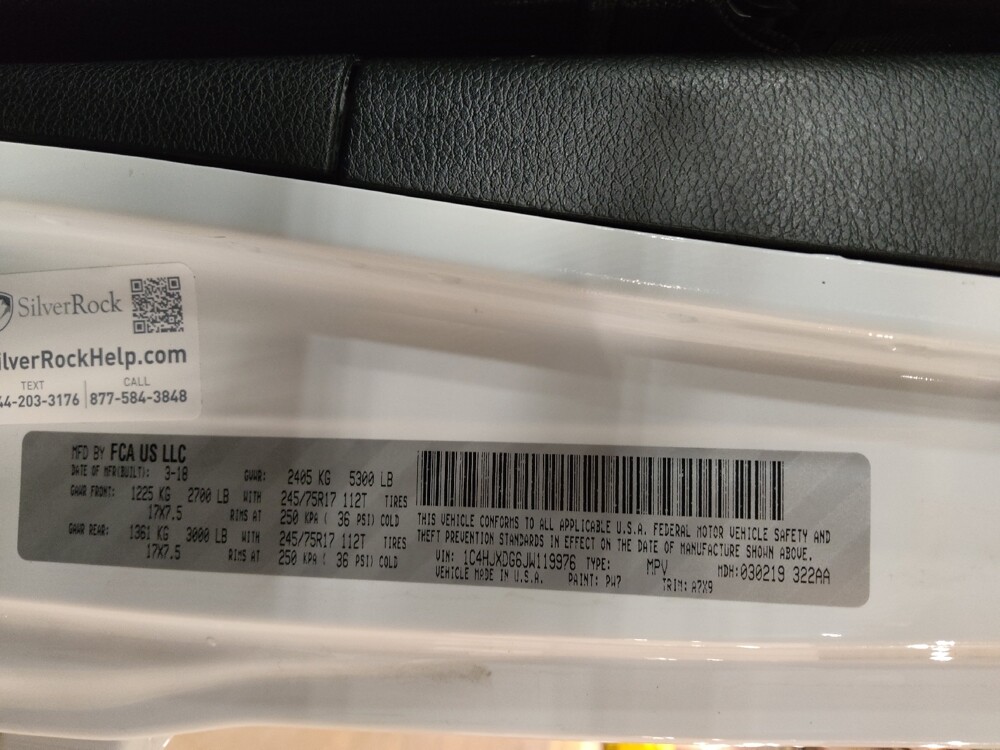 SilverRock
ilverRockHelp.com
TEXT CALL
44-203-3176 877-584-3848
MFD BY FCA US LLC
DATE OF MFR(BUILT): 3-18 GVWR: 2405 KG 5300 LB
GAWR FRONT: 1225 KG 2700 LB WITH 245/75R17 112T TIRES
17X7.5 RIMS AT 250 KPA ( 36 PSI) COLD
GAWR REAR: 1361 KG 3000 LB WITH 245/75R17 112T TIRES
17X7.5 RIMS AT 250 KPA ( 36 PSI) COLD
THIS VEHICLE CONFORMS TO ALL APPLICABLE U.S.A. FEDERAL MOTOR VEHICLE SAFETY AND
THEFT PREVENTION STANDARDS IN EFFECT ON THE DATE OF MANUFACTURE SHOWN ABOVE.
VIN: 1C4HJXDG6JW119976 TYPE: MPV MDH:030219 322AA
VEHICLE MADE IN U.S.A. PAINT: PW7 TRIM: A7X9